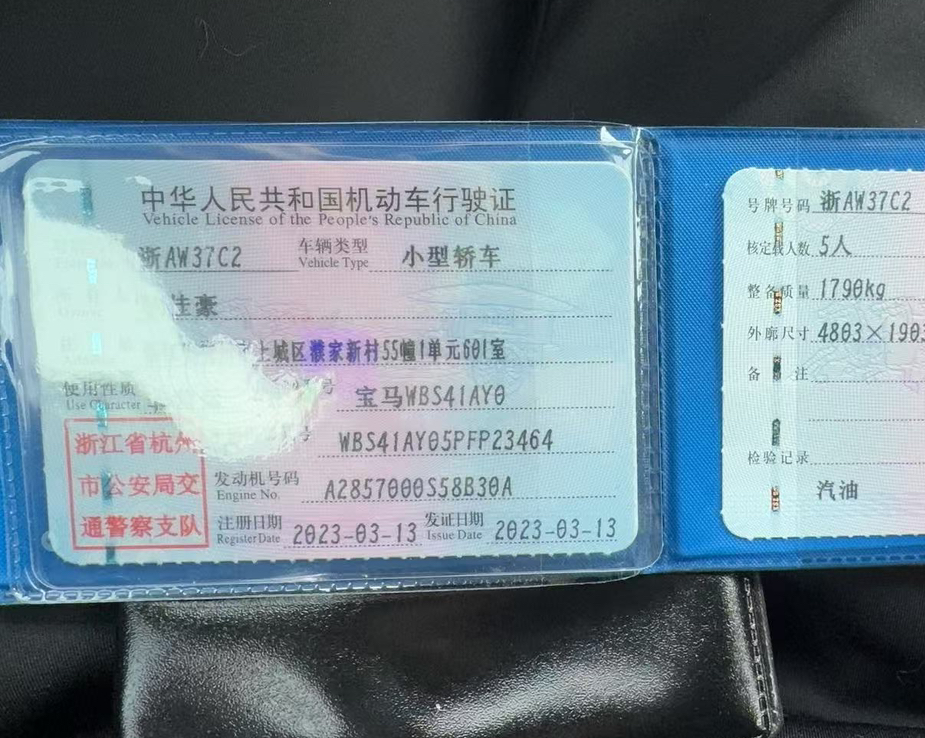 中华人民共和国机动车行驶证
Vehicle License of the People's Republic of China
浙AW37C2 车辆类型 Vehicle Type 小型轿车
佳豪
上城区濮家新村55幢1单元601室
使用性质 Use Character 号 宝马WBS41AY0
WBS41AY05PFP23464
浙江省杭州
市公安局交
通警察支队
发动机号码 Engine No. A2857000S58B30A
注册日期 Register Date 2023-03-13 发证日期 Issue Date 2023-03-13
号牌号码 浙AW37C2
核定载人数 5人
整备质量 1790kg
外廓尺寸 4803×1903
备 注
检验记录
汽油